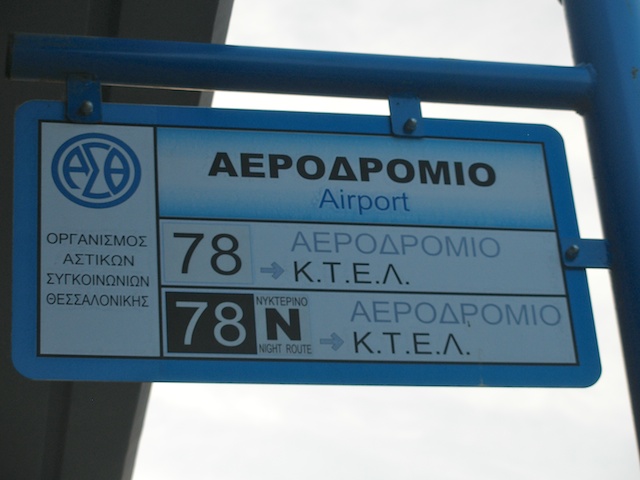 ΑΣΘ
ΟΡΓΑΝΙΣΜΟΣ
ΑΣΤΙΚΩΝ
ΣΥΓΚΟΙΝΩΝΙΩΝ
ΘΕΣΣΑΛΟΝΙΚΗΣ
ΑΕΡΟΔΡΟΜΙΟ
Airport
78 ΑΕΡΟΔΡΟΜΙΟ
Κ.Τ.Ε.Λ.
78 ΝΥΚΤΕΡΙΝΟ
N
NIGHT ROUTE
ΑΕΡΟΔΡΟΜΙΟ
Κ.Τ.Ε.Λ.